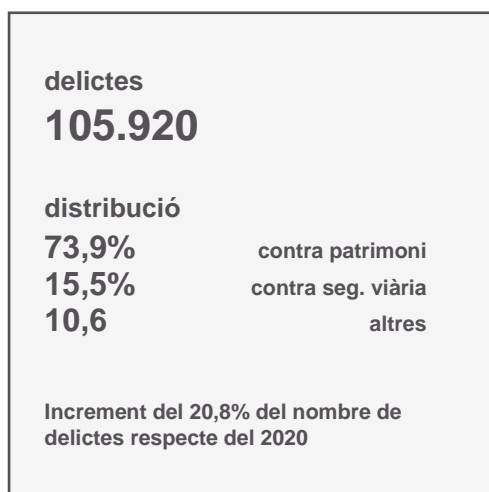 delictes
105.920
distribució
73,9% contra patrimoni
15,5% contra seg. viària
10,6 altres
Increment del 20,8% del nombre de
delictes respecte del 2020